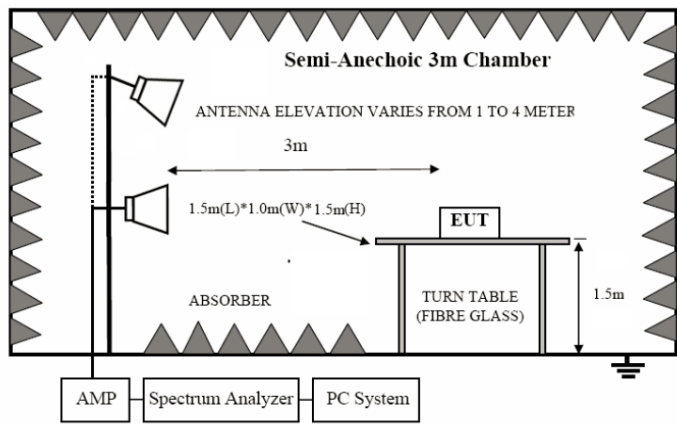 Semi-Anechoic 3m Chamber
ANTENNA ELEVATION VARIES FROM 1 TO 4 METER
3m
1.5m(L)*1.0m(W)*1.5m(H)
EUT
1.5m
ABSORBER
TURN TABLE
(FIBRE GLASS)
AMP
Spectrum Analyzer
PC System